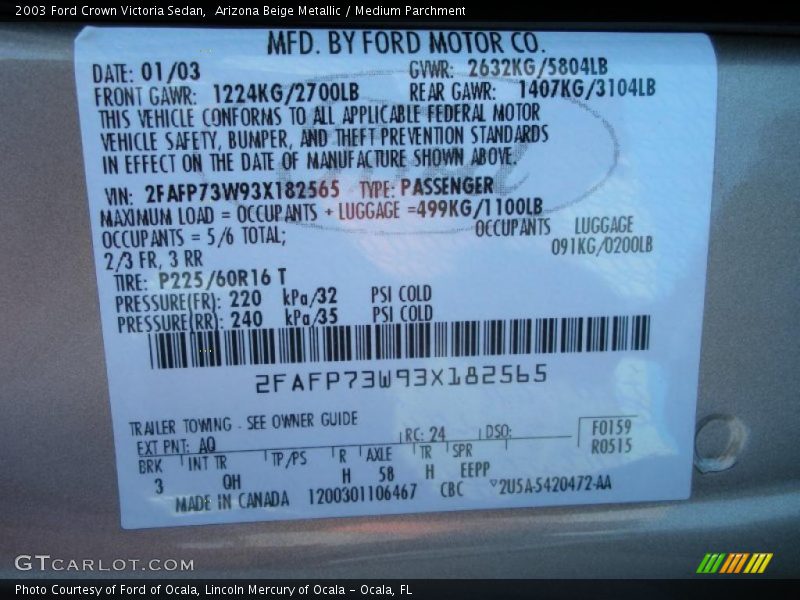 2003 Ford Crown Victoria Sedan,  Arizona Beige Metallic / Medium Parchment
MFD. BY FORD MOTOR CO.
DATE: 01/03 GVWR: 2632KG/5804LB
FRONT GAWR: 1224KG/2700LB REAR GAWR: 1407KG/3104LB
THIS VEHICLE CONFORMS TO ALL APPLICABLE FEDERAL MOTOR
VEHICLE SAFETY, BUMPER, AND THEFT PREVENTION STANDARDS
IN EFFECT ON THE DATE OF MANUFACTURE SHOWN ABOVE.
VIN: 2FAFP73W93X182565 TYPE: PASSENGER
MAXIMUM LOAD = OCCUPANTS + LUGGAGE =499KG/1100LB
OCCUPANTS = 5/6 TOTAL; OCCUPANTS LUGGAGE
2/3 FR, 3 RR 091KG/0200LB
TIRE: P225/60R16 T
PRESSURE(FR): 220 kPa/32 PSI COLD
PRESSURE(RR): 240 kPa/35 PSI COLD
2FAFP73W93X182565
TRAILER TOWING - SEE OWNER GUIDE
EXT PNT: AQ RC: 24 DSO: F0159
R0515
BRK INT TR TP/PS R AXLE TR SPR
3 QH H 58 H EEPP
MADE IN CANADA 1200301106467 CBC ▽2U5A-5420472-AA
GTCARLOT.COM
Photo Courtesy of Ford of Ocala, Lincoln Mercury of Ocala – Ocala, FL